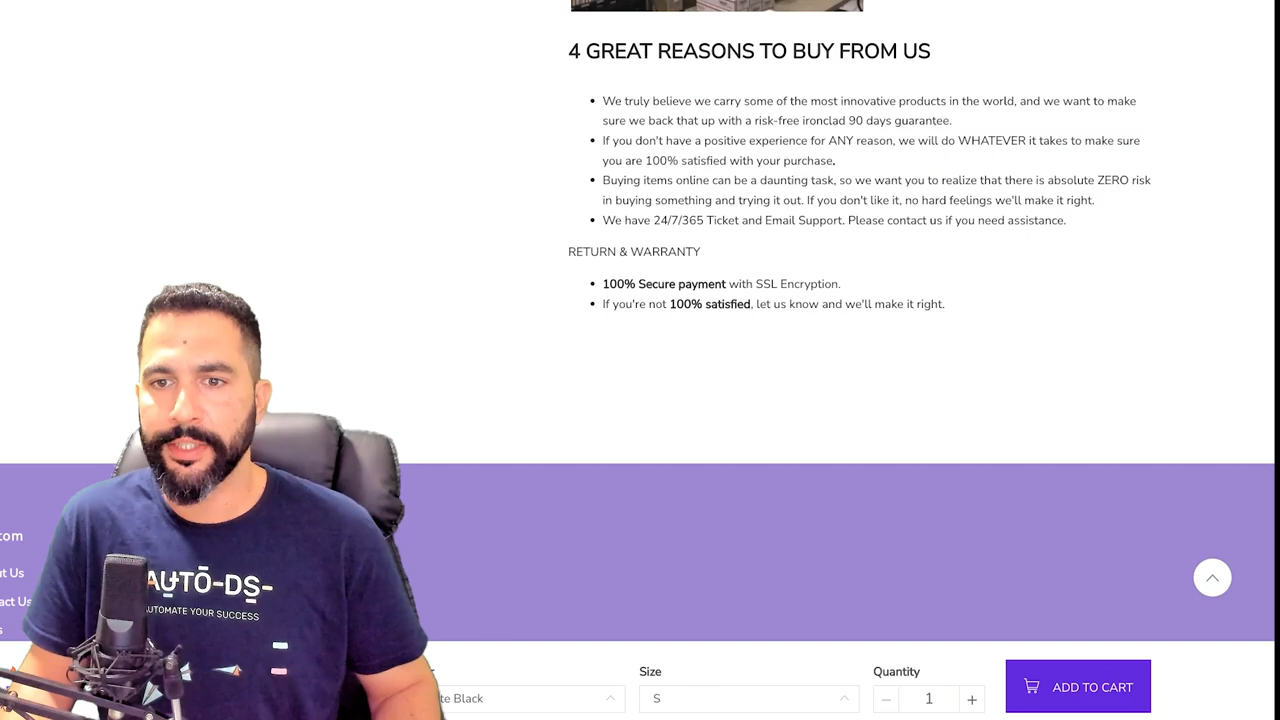 4 GREAT REASONS TO BUY FROM US
We truly believe we carry some of the most innovative products in the world, and we want to make
sure we back that up with a risk-free ironclad 90 days guarantee.
If you don't have a positive experience for ANY reason, we will do WHATEVER it takes to make sure
you are 100% satisfied with your purchase.
Buying items online can be a daunting task, so we want you to realize that there is absolute ZERO risk
in buying something and trying it out. If you don't like it, no hard feelings we'll make it right.
We have 24/7/365 Ticket and Email Support. Please contact us if you need assistance.
RETURN & WARRANTY
100% Secure payment with SSL Encryption.
If you're not 100% satisfied, let us know and we'll make it right.
Us
Us
AUTO-DS-
AUTOMATE YOUR SUCCESS
Size
Quantity
Black
S
1
ADD TO CART